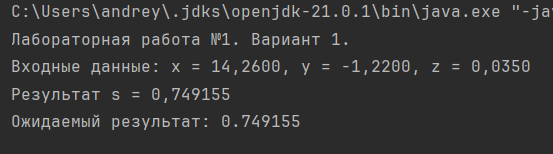 C:\Users\andrey\.jdks\openjdk-21.0.1\bin\java.exe "-ja
Лабораторная работа №1. Вариант 1.
Входные данные: x = 14,2600, y = -1,2200, z = 0,0350
Результат s = 0,749155
Ожидаемый результат: 0.749155